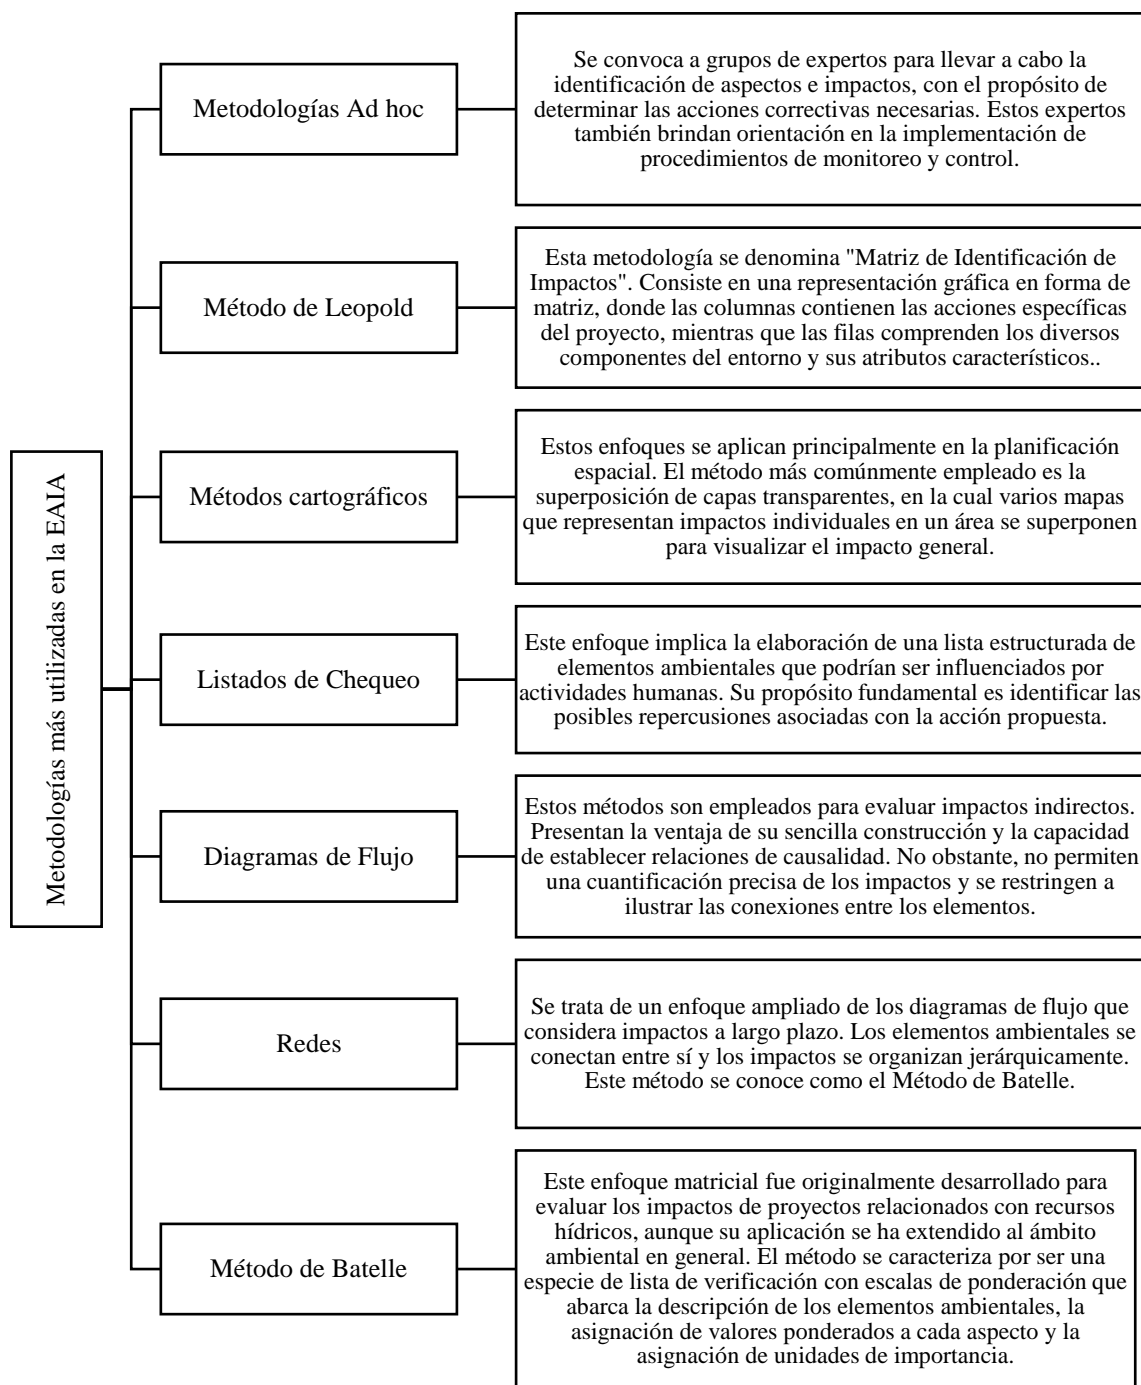 Metodologías más utilizadas en la EAIA
Metodologías Ad hoc
Se convoca a grupos de expertos para llevar a cabo la
identificación de aspectos e impactos, con el propósito de
determinar las acciones correctivas necesarias. Estos expertos
también brindan orientación en la implementación de
procedimientos de monitoreo y control.
Método de Leopold
Esta metodología se denomina "Matriz de Identificación de
Impactos". Consiste en una representación gráfica en forma de
matriz, donde las columnas contienen las acciones específicas
del proyecto, mientras que las filas comprenden los diversos
componentes del entorno y sus atributos característicos..
Métodos cartográficos
Estos enfoques se aplican principalmente en la planificación
espacial. El método más comúnmente empleado es la
superposición de capas transparentes, en la cual varios mapas
que representan impactos individuales en un área se superponen
para visualizar el impacto general.
Listados de Chequeo
Este enfoque implica la elaboración de una lista estructurada de
elementos ambientales que podrían ser influenciados por
actividades humanas. Su propósito fundamental es identificar las
posibles repercusiones asociadas con la acción propuesta.
Diagramas de Flujo
Estos métodos son empleados para evaluar impactos indirectos.
Presentan la ventaja de su sencilla construcción y la capacidad
de establecer relaciones de causalidad. No obstante, no permiten
una cuantificación precisa de los impactos y se restringen a
ilustrar las conexiones entre los elementos.
Redes
Se trata de un enfoque ampliado de los diagramas de flujo que
considera impactos a largo plazo. Los elementos ambientales se
conectan entre sí y los impactos se organizan jerárquicamente.
Este método se conoce como el Método de Batelle.
Método de Batelle
Este enfoque matricial fue originalmente desarrollado para
evaluar los impactos de proyectos relacionados con recursos
hídricos, aunque su aplicación se ha extendido al ámbito
ambiental en general. El método se caracteriza por ser una
especie de lista de verificación con escalas de ponderación que
abarca la descripción de los elementos ambientales, la
asignación de valores ponderados a cada aspecto y la
asignación de unidades de importancia.